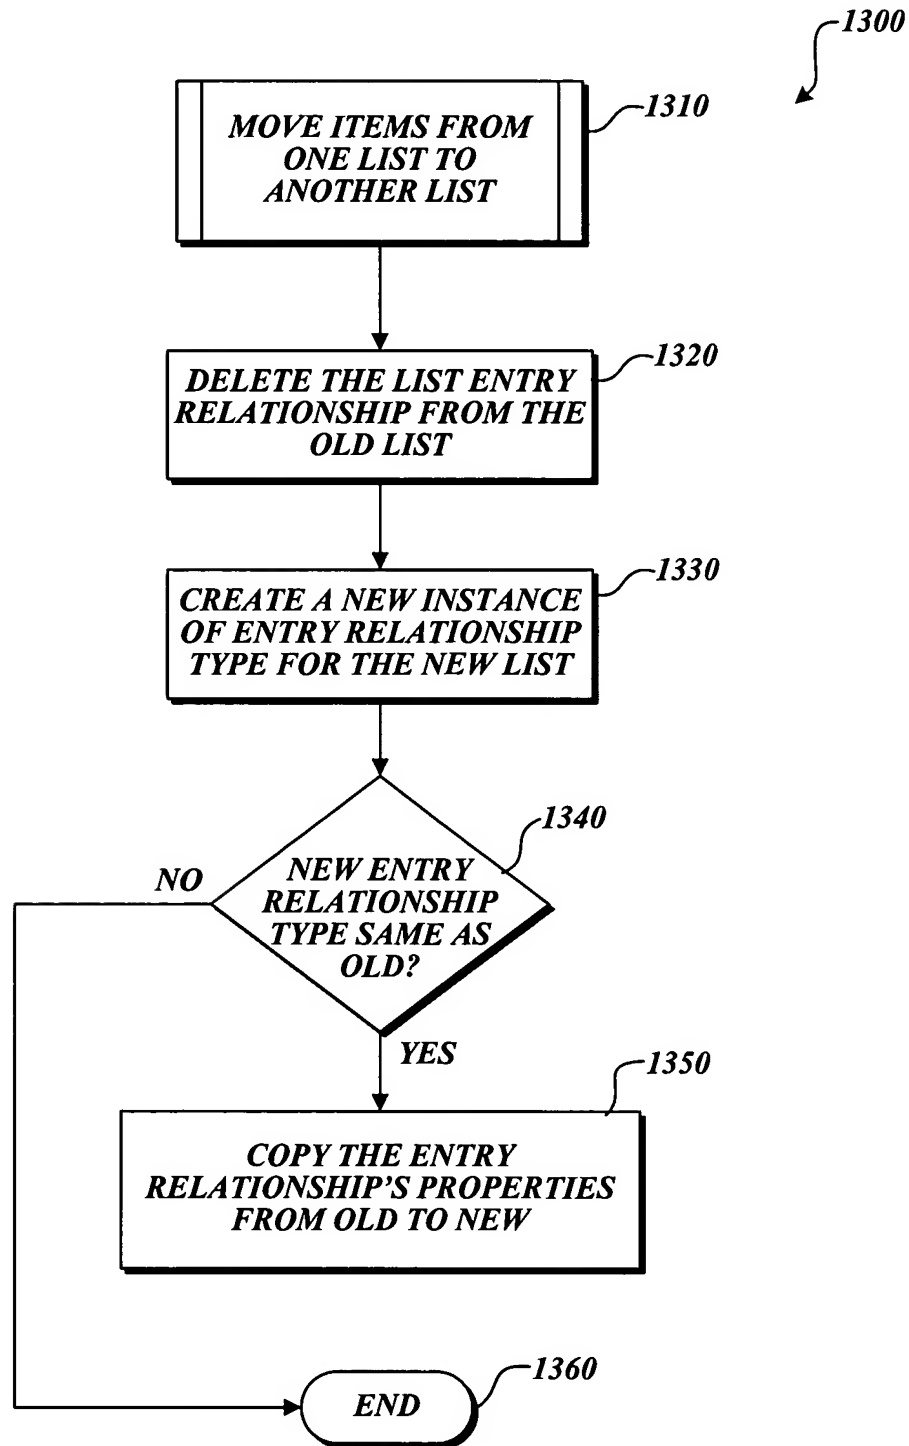 1300
MOVE ITEMS FROM
ONE LIST TO
ANOTHER LIST
1310
DELETE THE LIST ENTRY
RELATIONSHIP FROM THE
OLD LIST
1320
CREATE A NEW INSTANCE
OF ENTRY RELATIONSHIP
TYPE FOR THE NEW LIST
1330
NEW ENTRY
RELATIONSHIP
TYPE SAME AS
OLD?
1340
NO
YES
COPY THE ENTRY
RELATIONSHIP'S PROPERTIES
FROM OLD TO NEW
1350
END
1360